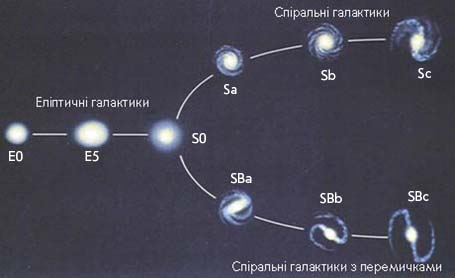 Спіральні галактики
Sa
Sb
Sc
Еліптичні галактики
E0
E5
S0
SBa
SBb
SBc
Спіральні галактики з перемичками